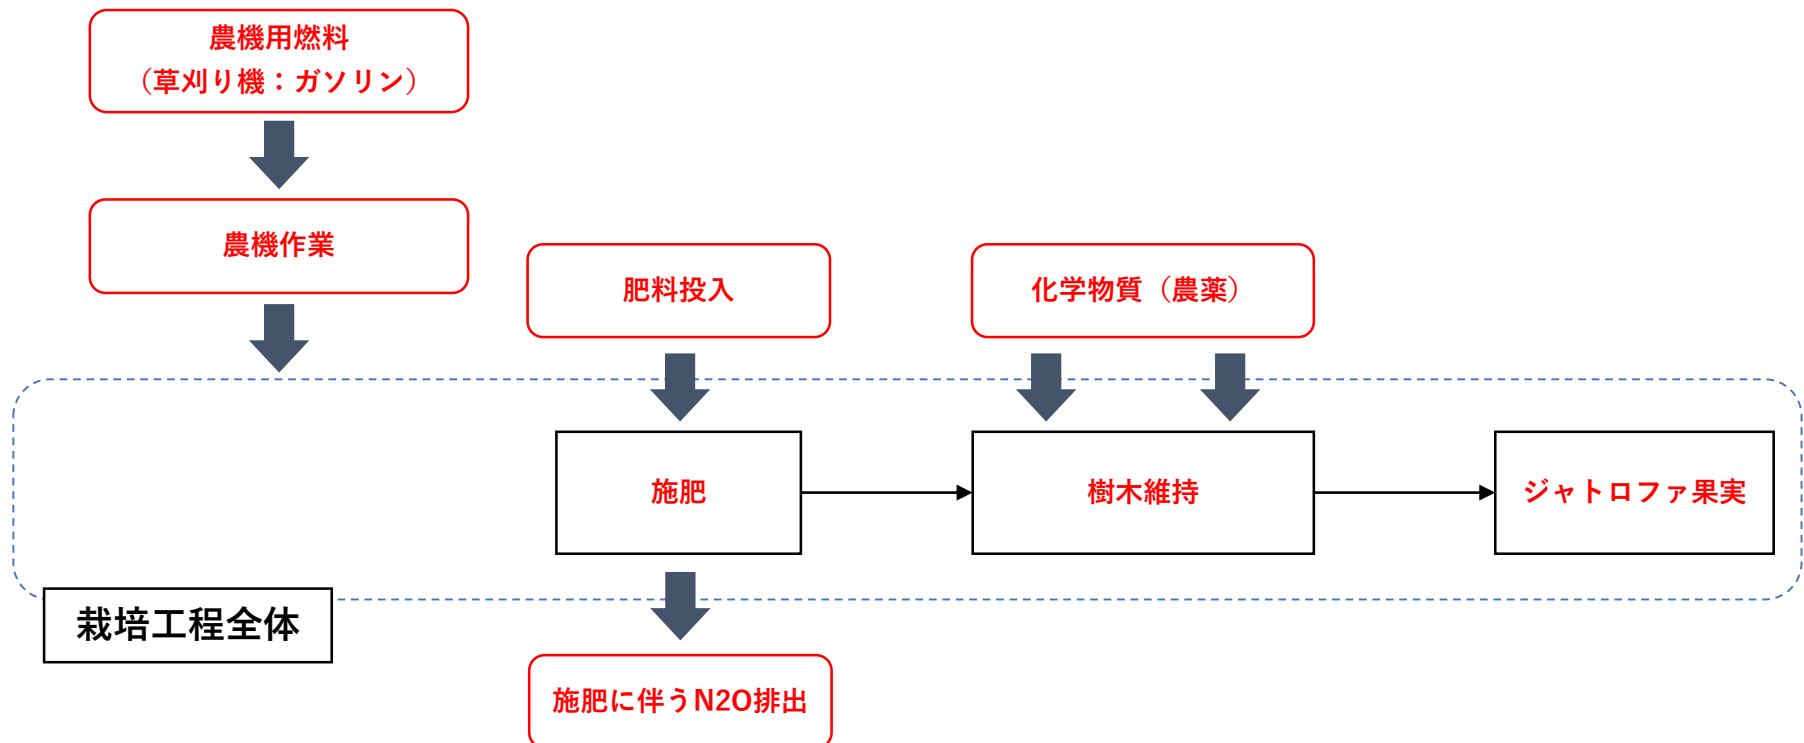 農機用燃料
（草刈り機：ガソリン）
農機作業
肥料投入
化学物質（農薬）
施肥
樹木維持
ジャトロファ果実
栽培工程全体
施肥に伴うN2O排出